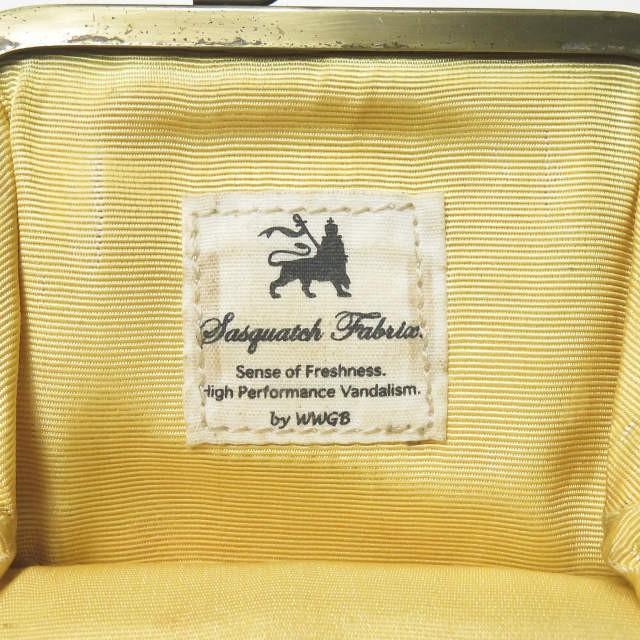 Sasquatch Fabrix.
Sense of Freshness.
High Performance Vandalism.
by WWGB